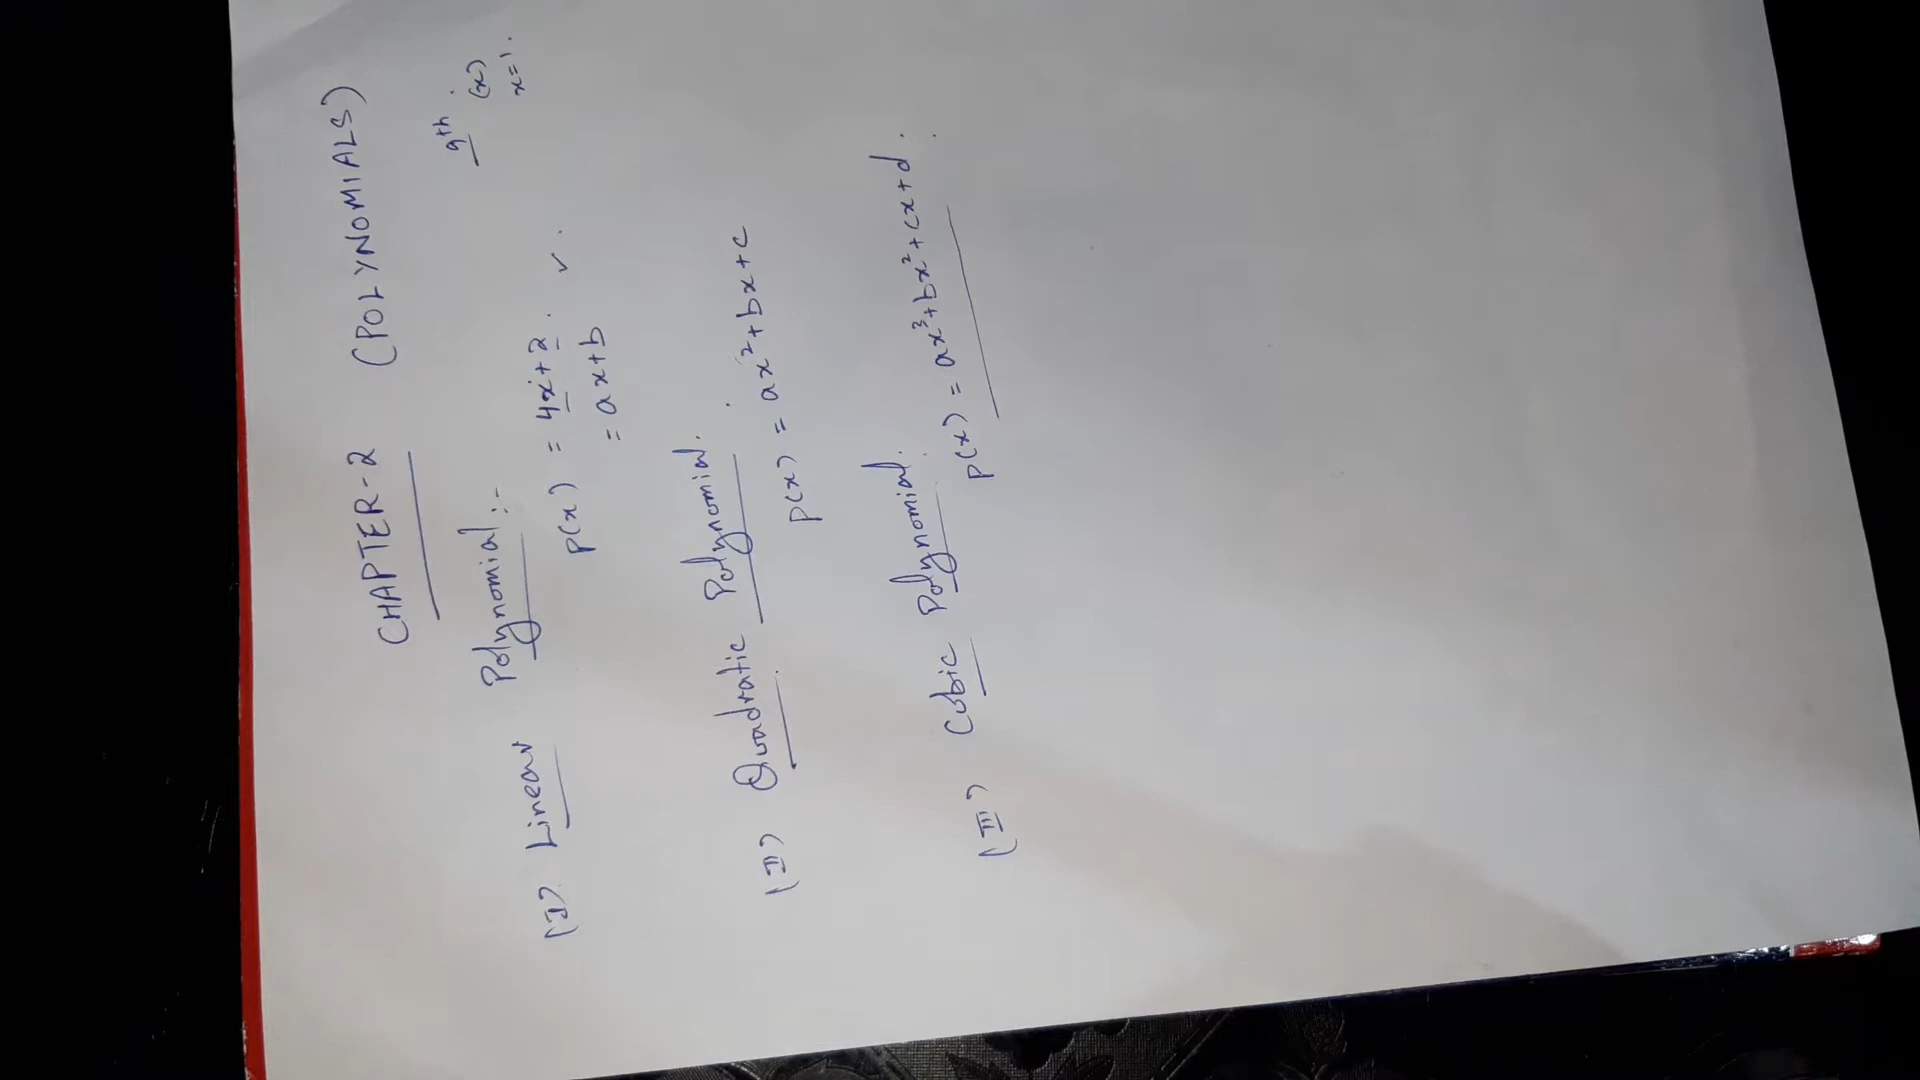 CHAPTER-2 (POLYNOMIALS)
9th
(x)
x=1.
(I) Linear Polynomial :-
p(x) = 4x+2. ✓.
= ax+b
(II) Quadratic Polynomial.
p(x) = ax²+bx+c
(III) Cubic Polynomial.
p(x) = ax³+bx²+cx+d.